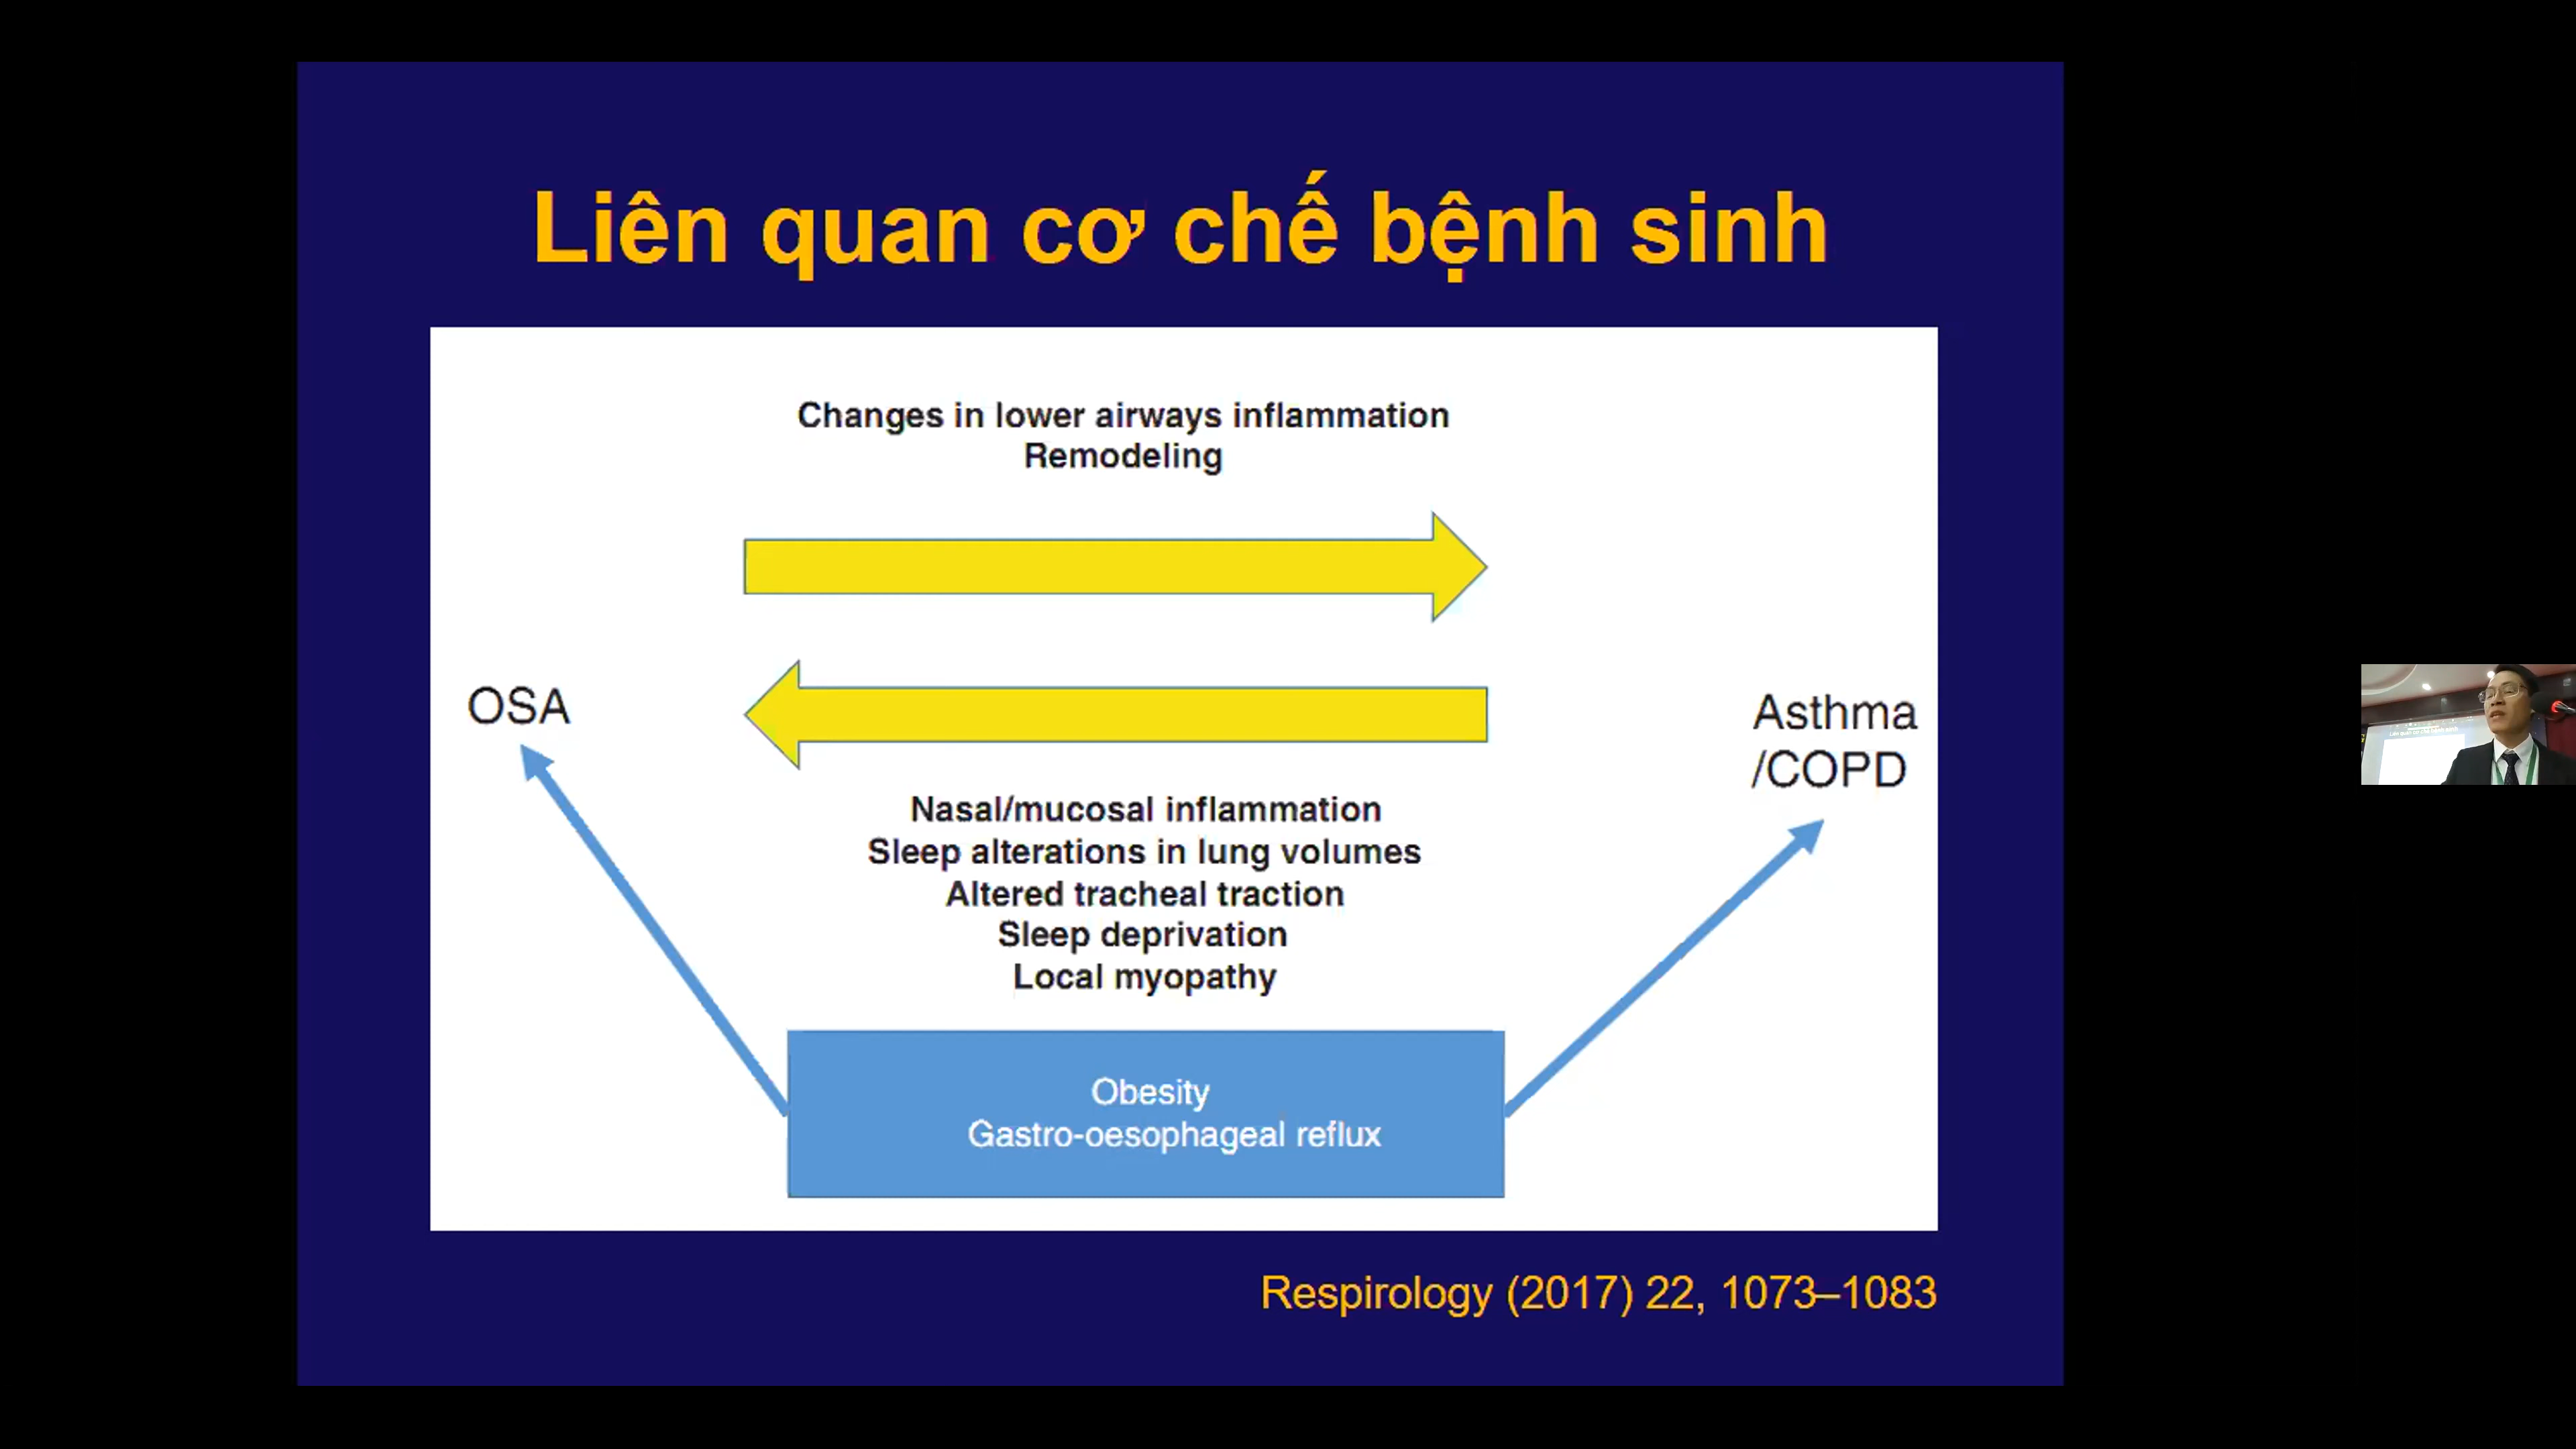 Liên quan cơ chế bệnh sinh
Changes in lower airways inflammation
Remodeling
OSA
Asthma
/COPD
Nasal/mucosal inflammation
Sleep alterations in lung volumes
Altered tracheal traction
Sleep deprivation
Local myopathy
Obesity
Gastro-oesophageal reflux
Respirology (2017) 22, 1073–1083